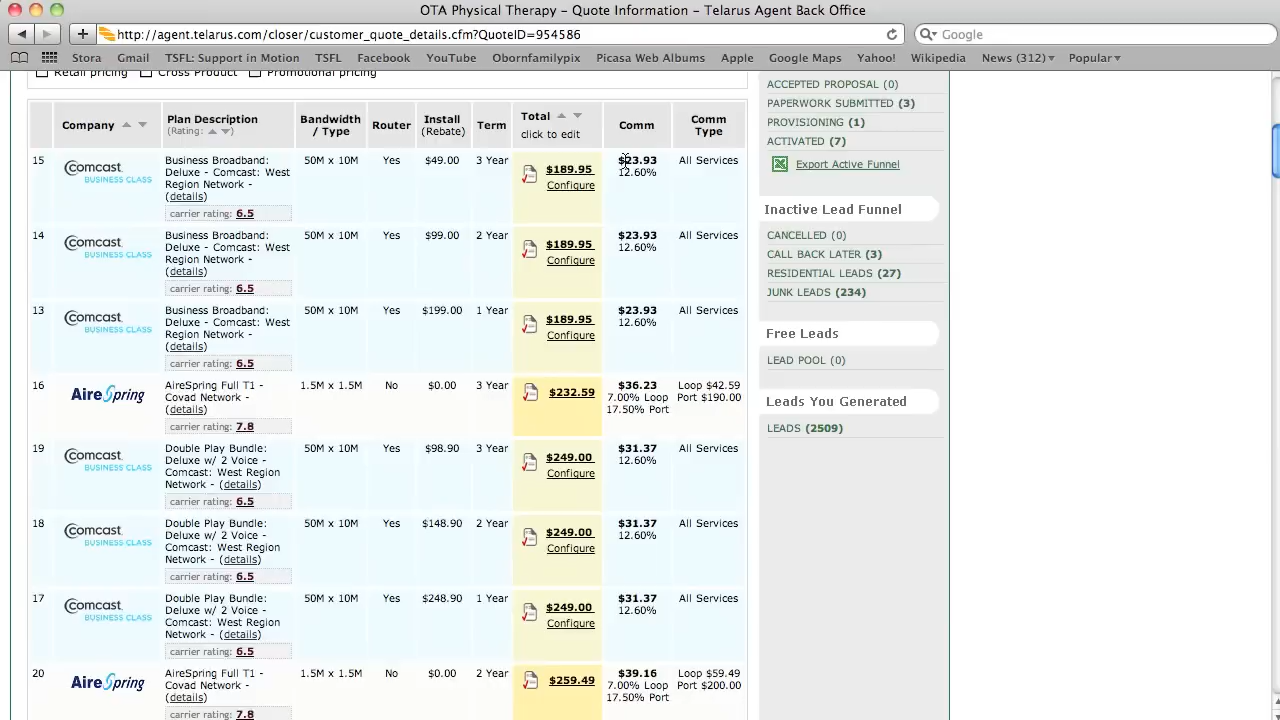 OTA Physical Therapy - Quote Information - Telarus Agent Back Office
http://agent.telarus.com/closer/customer_quote_details.cfm?QuoteID=954586
Google
Stora Gmail TSFL: Support in Motion TSFL Facebook YouTube Obornfamilypix Picasa Web Albums Apple Google Maps Yahoo! Wikipedia News (312) Popular
Retail pricing Cross Product Promotional pricing
Company Plan Description (Rating: ) Bandwidth / Type Router Install (Rebate) Term Total click to edit Comm Comm Type
15 comcast. BUSINESS CLASS Business Broadband: 50M x 10M Yes $49.00 3 Year $189.95 $23.93 All Services
Deluxe - Comcast: West Configure 12.60%
Region Network -
(details)
carrier rating: 6.5
14 comcast. BUSINESS CLASS Business Broadband: 50M x 10M Yes $99.00 2 Year $189.95 $23.93 All Services
Deluxe - Comcast: West Configure 12.60%
Region Network -
(details)
carrier rating: 6.5
13 comcast. BUSINESS CLASS Business Broadband: 50M x 10M Yes $199.00 1 Year $189.95 $23.93 All Services
Deluxe - Comcast: West Configure 12.60%
Region Network -
(details)
carrier rating: 6.5
16 AireSpring AireSpring Full T1 - 1.5M x 1.5M No $0.00 3 Year $232.59 $36.23 Loop $42.59
Covad Network - 7.00% Loop Port $190.00
(details) 17.50% Port
carrier rating: 7.8
19 comcast. BUSINESS CLASS Double Play Bundle: 50M x 10M Yes $98.90 3 Year $249.00 $31.37 All Services
Deluxe w/ 2 Voice - Configure 12.60%
Comcast: West Region
Network - (details)
carrier rating: 6.5
18 comcast. BUSINESS CLASS Double Play Bundle: 50M x 10M Yes $148.90 2 Year $249.00 $31.37 All Services
Deluxe w/ 2 Voice - Configure 12.60%
Comcast: West Region
Network - (details)
carrier rating: 6.5
17 comcast. BUSINESS CLASS Double Play Bundle: 50M x 10M Yes $248.90 1 Year $249.00 $31.37 All Services
Deluxe w/ 2 Voice - Configure 12.60%
Comcast: West Region
Network - (details)
carrier rating: 6.5
20 AireSpring AireSpring Full T1 - 1.5M x 1.5M No $0.00 2 Year $259.49 $39.16 Loop $59.49
Covad Network - 7.00% Loop Port $200.00
(details) 17.50% Port
carrier rating: 7.8
ACCEPTED PROPOSAL (0)
PAPERWORK SUBMITTED (3)
PROVISIONING (1)
ACTIVATED (7)
Export Active Funnel
Inactive Lead Funnel
CANCELLED (0)
CALL BACK LATER (3)
RESIDENTIAL LEADS (27)
JUNK LEADS (234)
Free Leads
LEAD POOL (0)
Leads You Generated
LEADS (2509)